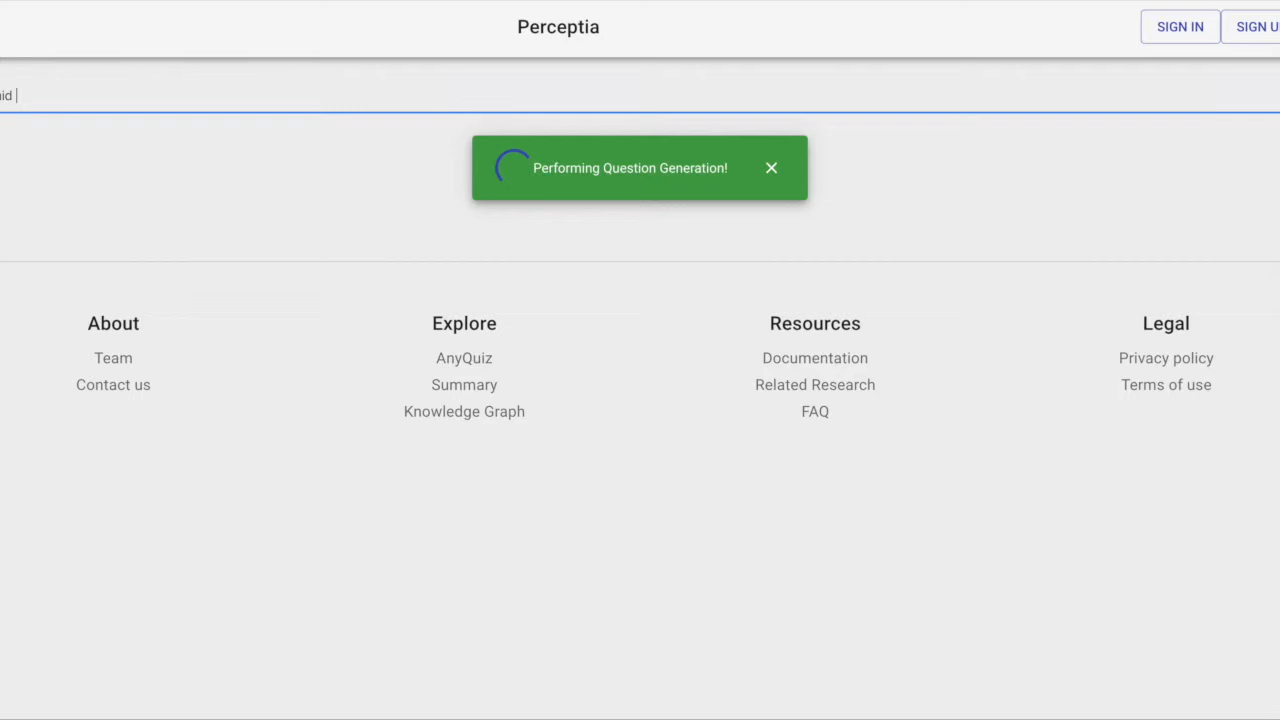 Perceptia
SIGN IN
SIGN U
Performing Question Generation!
About
Team
Contact us
Explore
AnyQuiz
Summary
Knowledge Graph
Resources
Documentation
Related Research
FAQ
Legal
Privacy policy
Terms of use